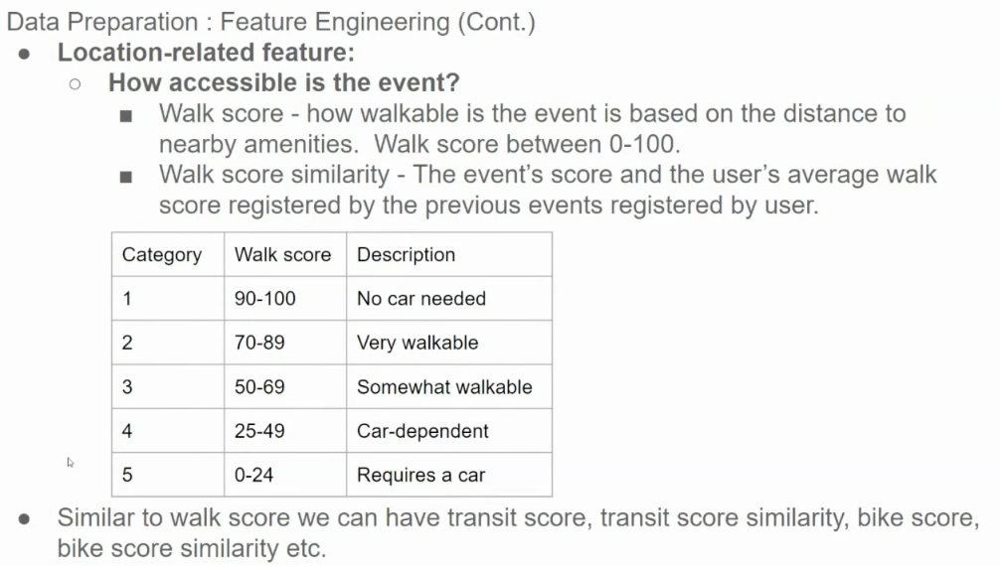 Data Preparation : Feature Engineering (Cont.)
● Location-related feature:
○ How accessible is the event?
■ Walk score - how walkable is the event is based on the distance to
nearby amenities.  Walk score between 0-100.
■ Walk score similarity - The event's score and the user's average walk
score registered by the previous events registered by user.
Category Walk score Description
1 90-100 No car needed
2 70-89 Very walkable
3 50-69 Somewhat walkable
4 25-49 Car-dependent
5 0-24 Requires a car
● Similar to walk score we can have transit score, transit score similarity, bike score,
bike score similarity etc.